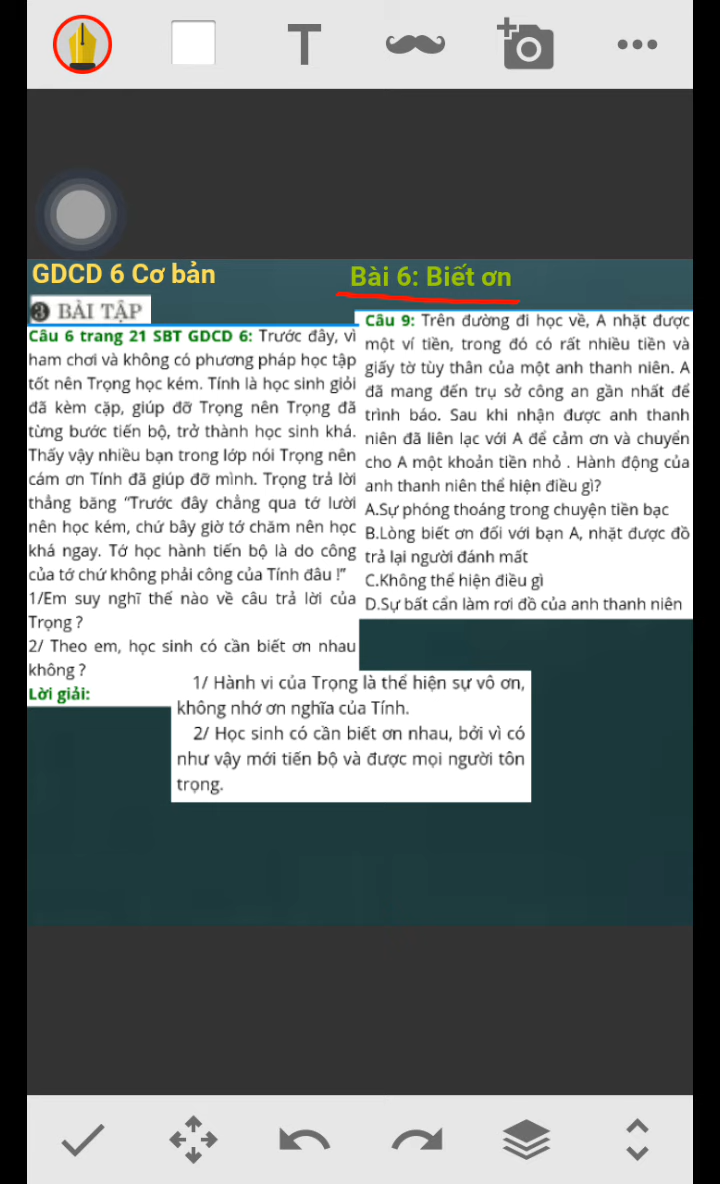 T
GDCD 6 Cơ bản
Bài 6: Biết ơn
❸ BÀI TẬP
Câu 6 trang 21 SBT GDCD 6: Trước đây, vì
ham chơi và không có phương pháp học tập
tốt nên Trọng học kém. Tính là học sinh giỏi
đã kèm cặp, giúp đỡ Trọng nên Trọng đã
từng bước tiến bộ, trở thành học sinh khá.
Thấy vậy nhiều bạn trong lớp nói Trọng nên
cám ơn Tính đã giúp đỡ mình. Trọng trả lời
thẳng băng "Trước đây chẳng qua tớ lười
nên học kém, chứ bây giờ tớ chăm nên học
khá ngay. Tớ học hành tiến bộ là do công
của tớ chứ không phải công của Tính đâu !"
1/Em suy nghĩ thế nào về câu trả lời của
Trọng ?
2/ Theo em, học sinh có cần biết ơn nhau
không ?
Lời giải:
1/ Hành vi của Trọng là thể hiện sự vô ơn,
không nhớ ơn nghĩa của Tính.
2/ Học sinh có cần biết ơn nhau, bởi vì có
như vậy mới tiến bộ và được mọi người tôn
trọng.
Câu 9: Trên đường đi học về, A nhặt được
một ví tiền, trong đó có rất nhiều tiền và
giấy tờ tùy thân của một anh thanh niên. A
đã mang đến trụ sở công an gần nhất để
trình báo. Sau khi nhận được anh thanh
niên đã liên lạc với A để cảm ơn và chuyển
cho A một khoản tiền nhỏ . Hành động của
anh thanh niên thể hiện điều gì?
A.Sự phóng thoáng trong chuyện tiền bạc
B.Lòng biết ơn đối với bạn A, nhặt được đồ
trả lại người đánh mất
C.Không thể hiện điều gì
D.Sự bất cẩn làm rơi đồ của anh thanh niên